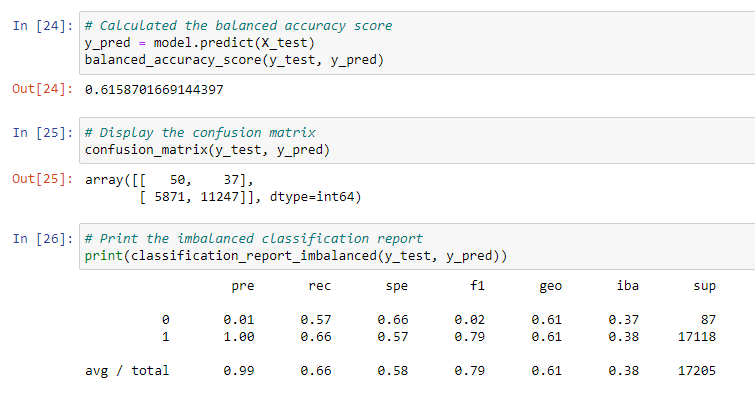 In [24]: # Calculated the balanced accuracy score
y_pred = model.predict(X_test)
balanced_accuracy_score(y_test, y_pred)
Out[24]: 0.6158701669144397
In [25]: # Display the confusion matrix
confusion_matrix(y_test, y_pred)
Out[25]: array([[   50,    37],
       [ 5871, 11247]], dtype=int64)
In [26]: # Print the imbalanced classification report
print(classification_report_imbalanced(y_test, y_pred))
pre rec spe f1 geo iba sup
0 0.01 0.57 0.66 0.02 0.61 0.37 87
1 1.00 0.66 0.57 0.79 0.61 0.38 17118
avg / total 0.99 0.66 0.58 0.79 0.61 0.38 17205